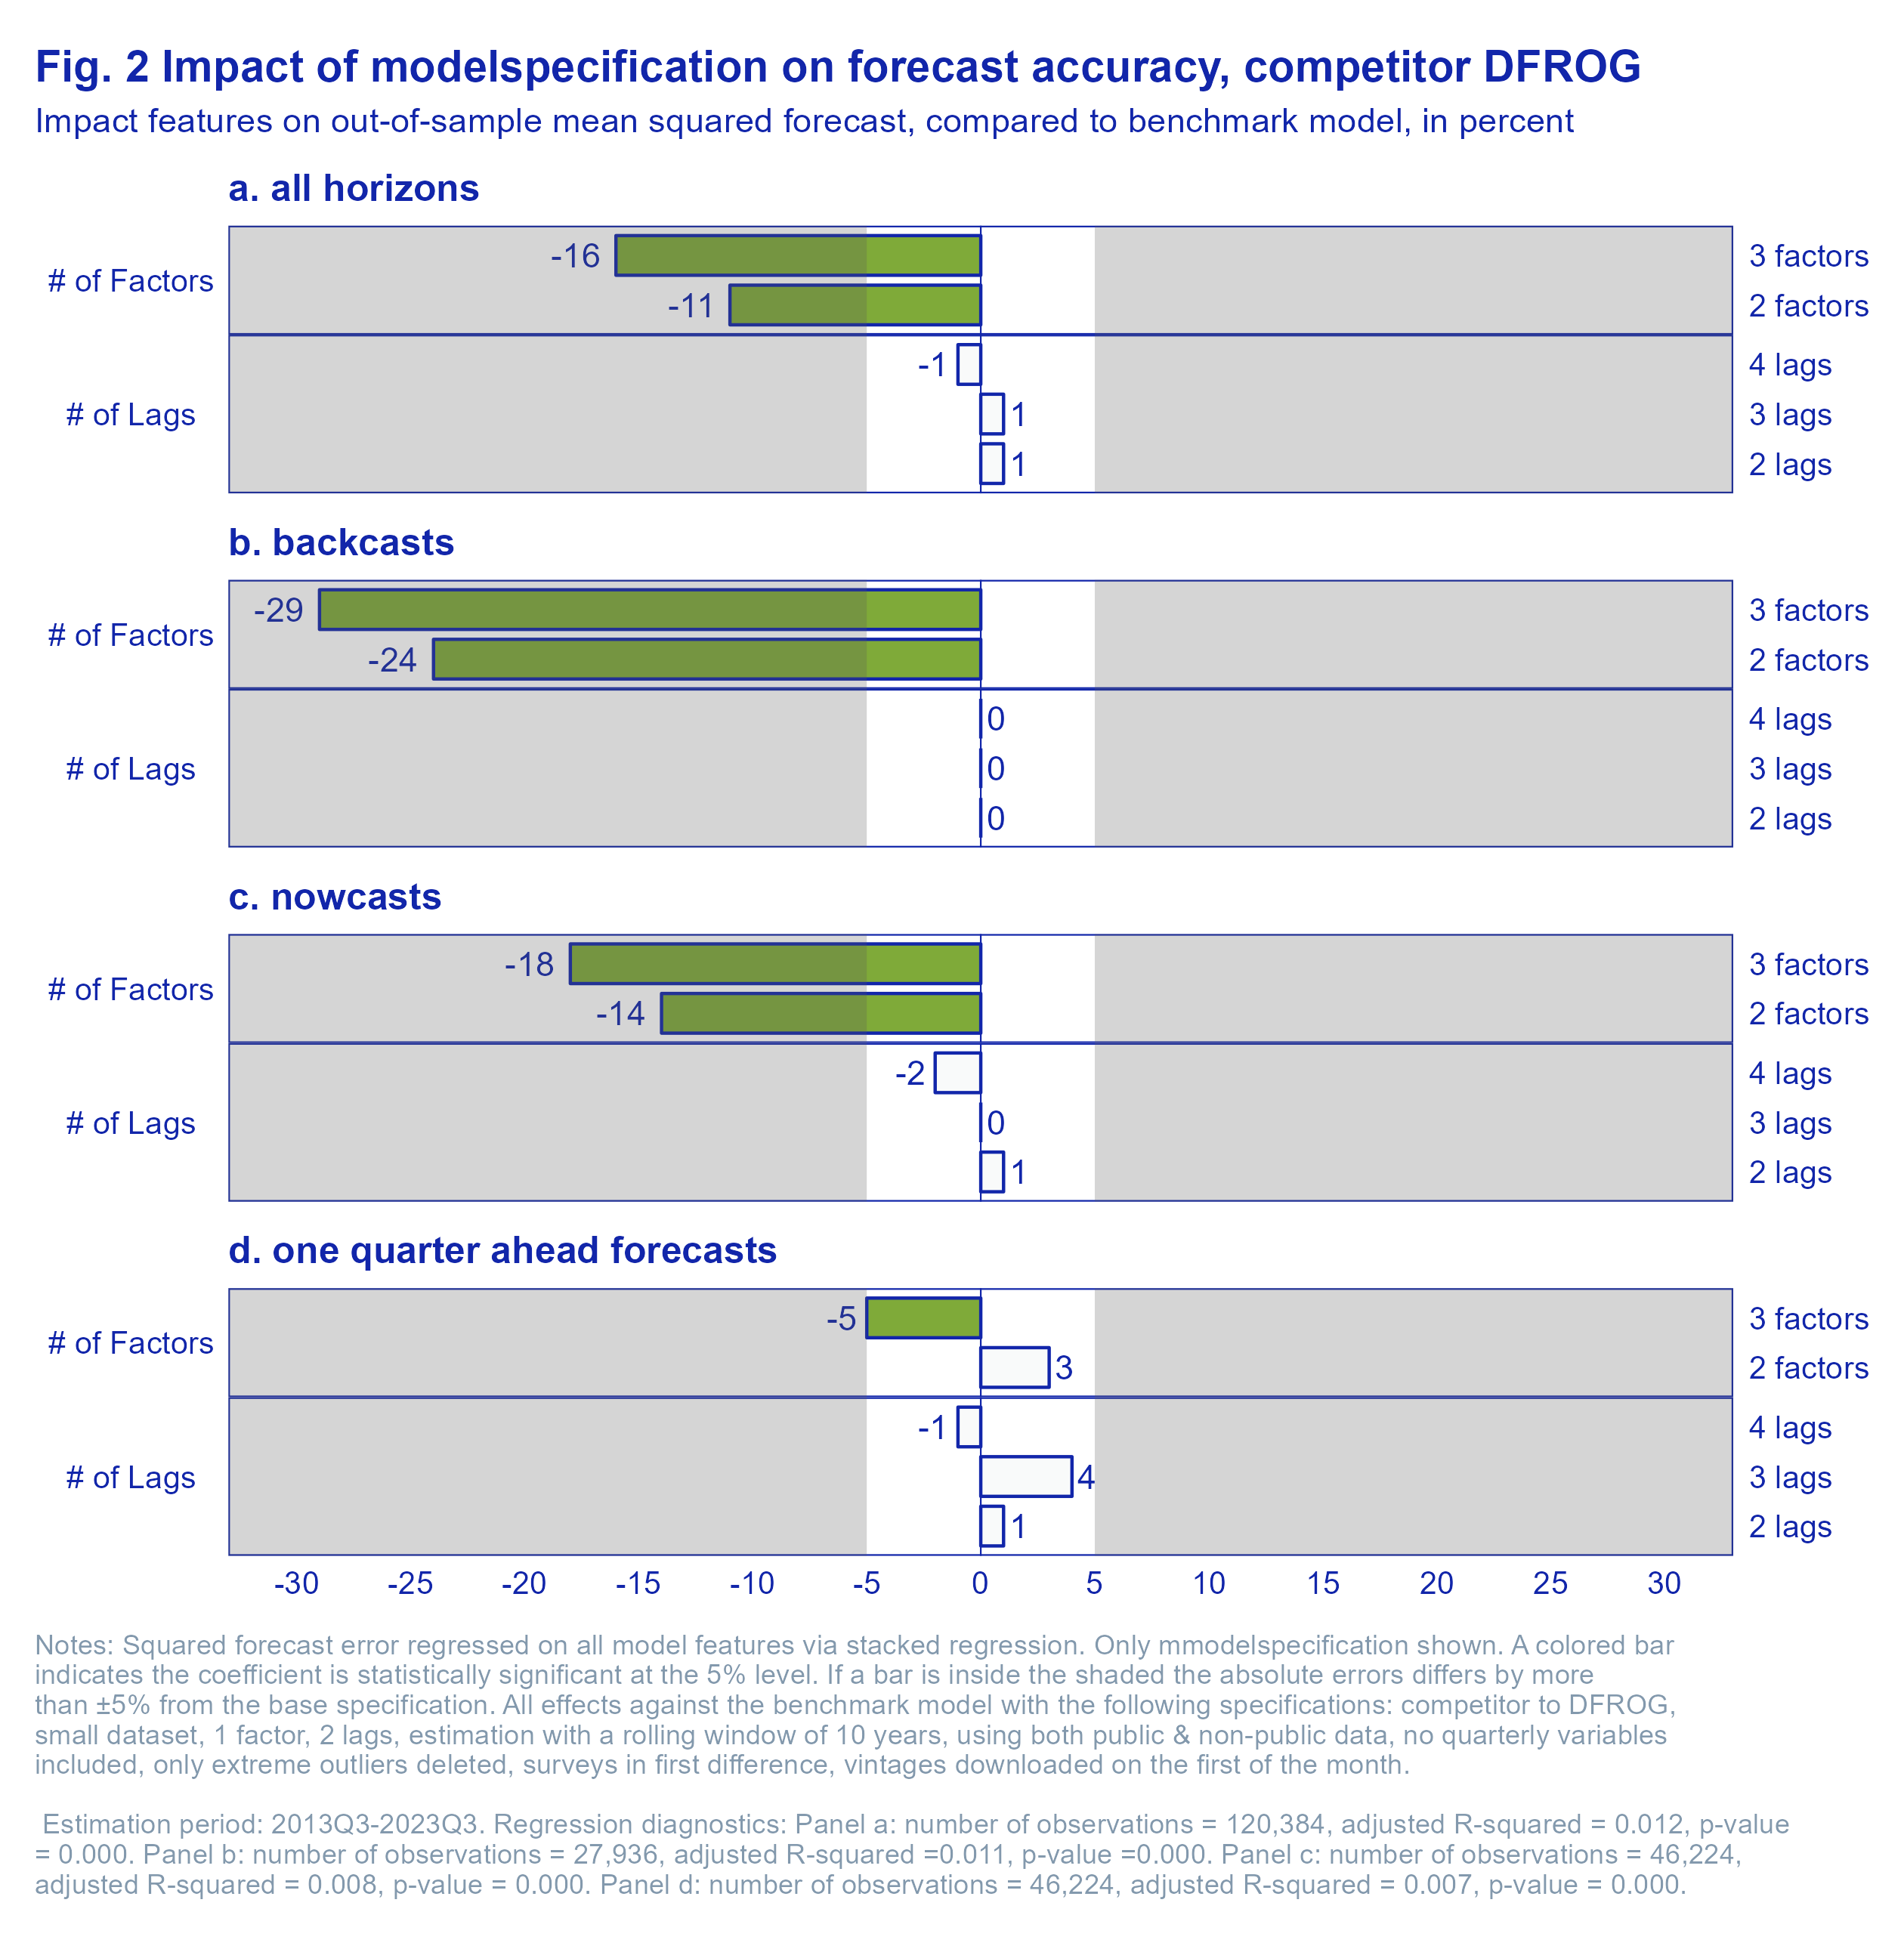 Fig. 2 Impact of modelspecification on forecast accuracy, competitor DFROG
Impact features on out-of-sample mean squared forecast, compared to benchmark model, in percent
a. all horizons
# of Factors
-16
3 factors
-11
2 factors
# of Lags
-1
4 lags
1
3 lags
1
2 lags
b. backcasts
# of Factors
-29
3 factors
-24
2 factors
# of Lags
0
4 lags
0
3 lags
0
2 lags
c. nowcasts
# of Factors
-18
3 factors
-14
2 factors
# of Lags
-2
4 lags
0
3 lags
1
2 lags
d. one quarter ahead forecasts
# of Factors
-5
3 factors
3
2 factors
# of Lags
-1
4 lags
4
3 lags
1
2 lags
-30 -25 -20 -15 -10 -5 0 5 10 15 20 25 30
Notes: Squared forecast error regressed on all model features via stacked regression. Only mmodelspecification shown. A colored bar
indicates the coefficient is statistically significant at the 5% level. If a bar is inside the shaded the absolute errors differs by more
than ±5% from the base specification. All effects against the benchmark model with the following specifications: competitor to DFROG,
small dataset, 1 factor, 2 lags, estimation with a rolling window of 10 years, using both public & non-public data, no quarterly variables
included, only extreme outliers deleted, surveys in first difference, vintages downloaded on the first of the month.
Estimation period: 2013Q3-2023Q3. Regression diagnostics: Panel a: number of observations = 120,384, adjusted R-squared = 0.012, p-value
= 0.000. Panel b: number of observations = 27,936, adjusted R-squared =0.011, p-value =0.000. Panel c: number of observations = 46,224,
adjusted R-squared = 0.008, p-value = 0.000. Panel d: number of observations = 46,224, adjusted R-squared = 0.007, p-value = 0.000.